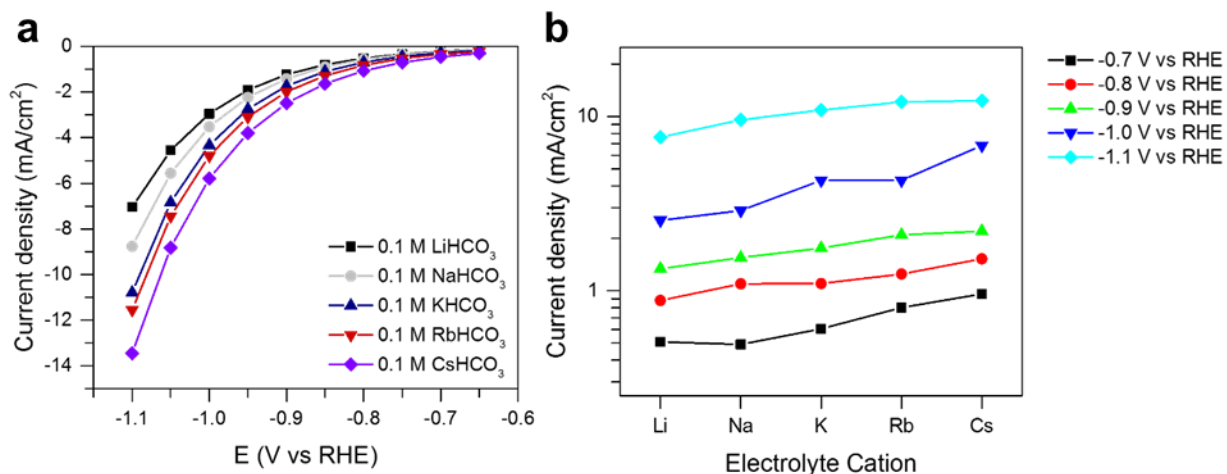 a
Current density (mA/cm²)
0
-2
-4
-6
-8
-10
-12
-14
0.1 M LiHCO₃
0.1 M NaHCO₃
0.1 M KHCO₃
0.1 M RbHCO₃
0.1 M CsHCO₃
-1.1 -1.0 -0.9 -0.8 -0.7 -0.6
E (V vs RHE)
b
Current density (mA/cm²)
10
1
Li Na K Rb Cs
Electrolyte Cation
-0.7 V vs RHE
-0.8 V vs RHE
-0.9 V vs RHE
-1.0 V vs RHE
-1.1 V vs RHE